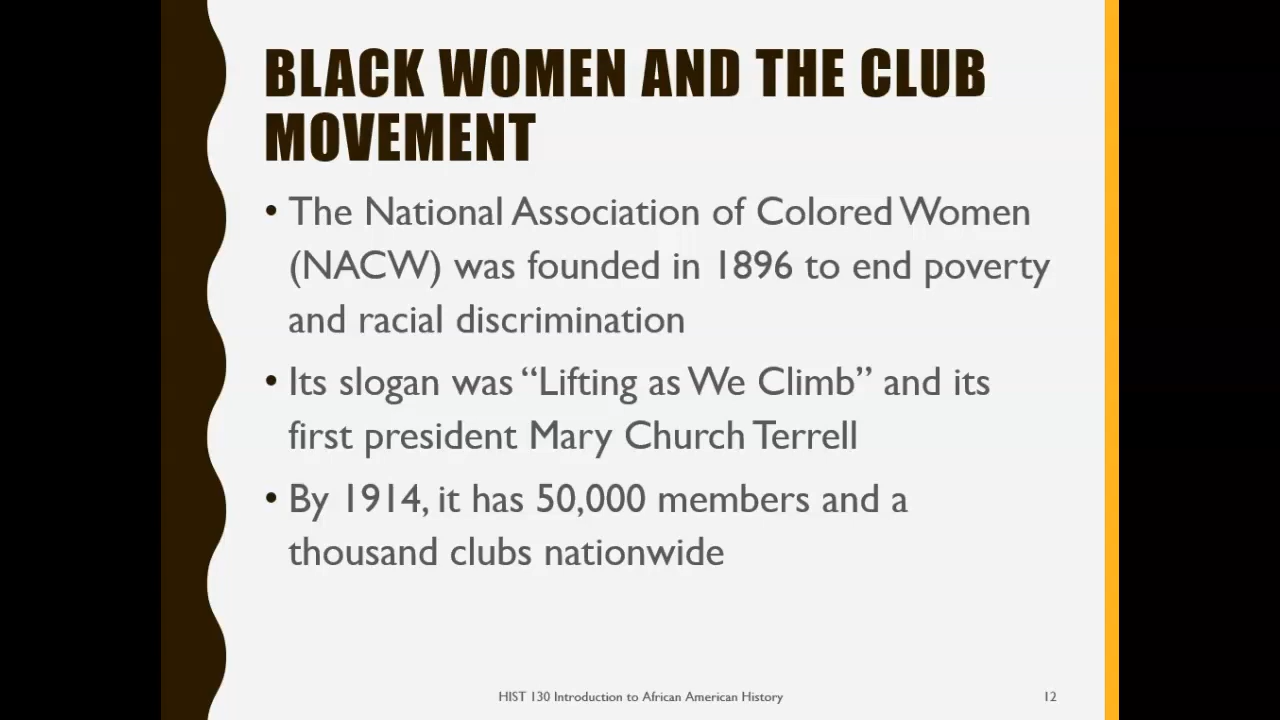 BLACK WOMEN AND THE CLUB
MOVEMENT
• The National Association of Colored Women
(NACW) was founded in 1896 to end poverty
and racial discrimination
• Its slogan was “Lifting as We Climb” and its
first president Mary Church Terrell
• By 1914, it has 50,000 members and a
thousand clubs nationwide
HIST 130 Introduction to African American History
12